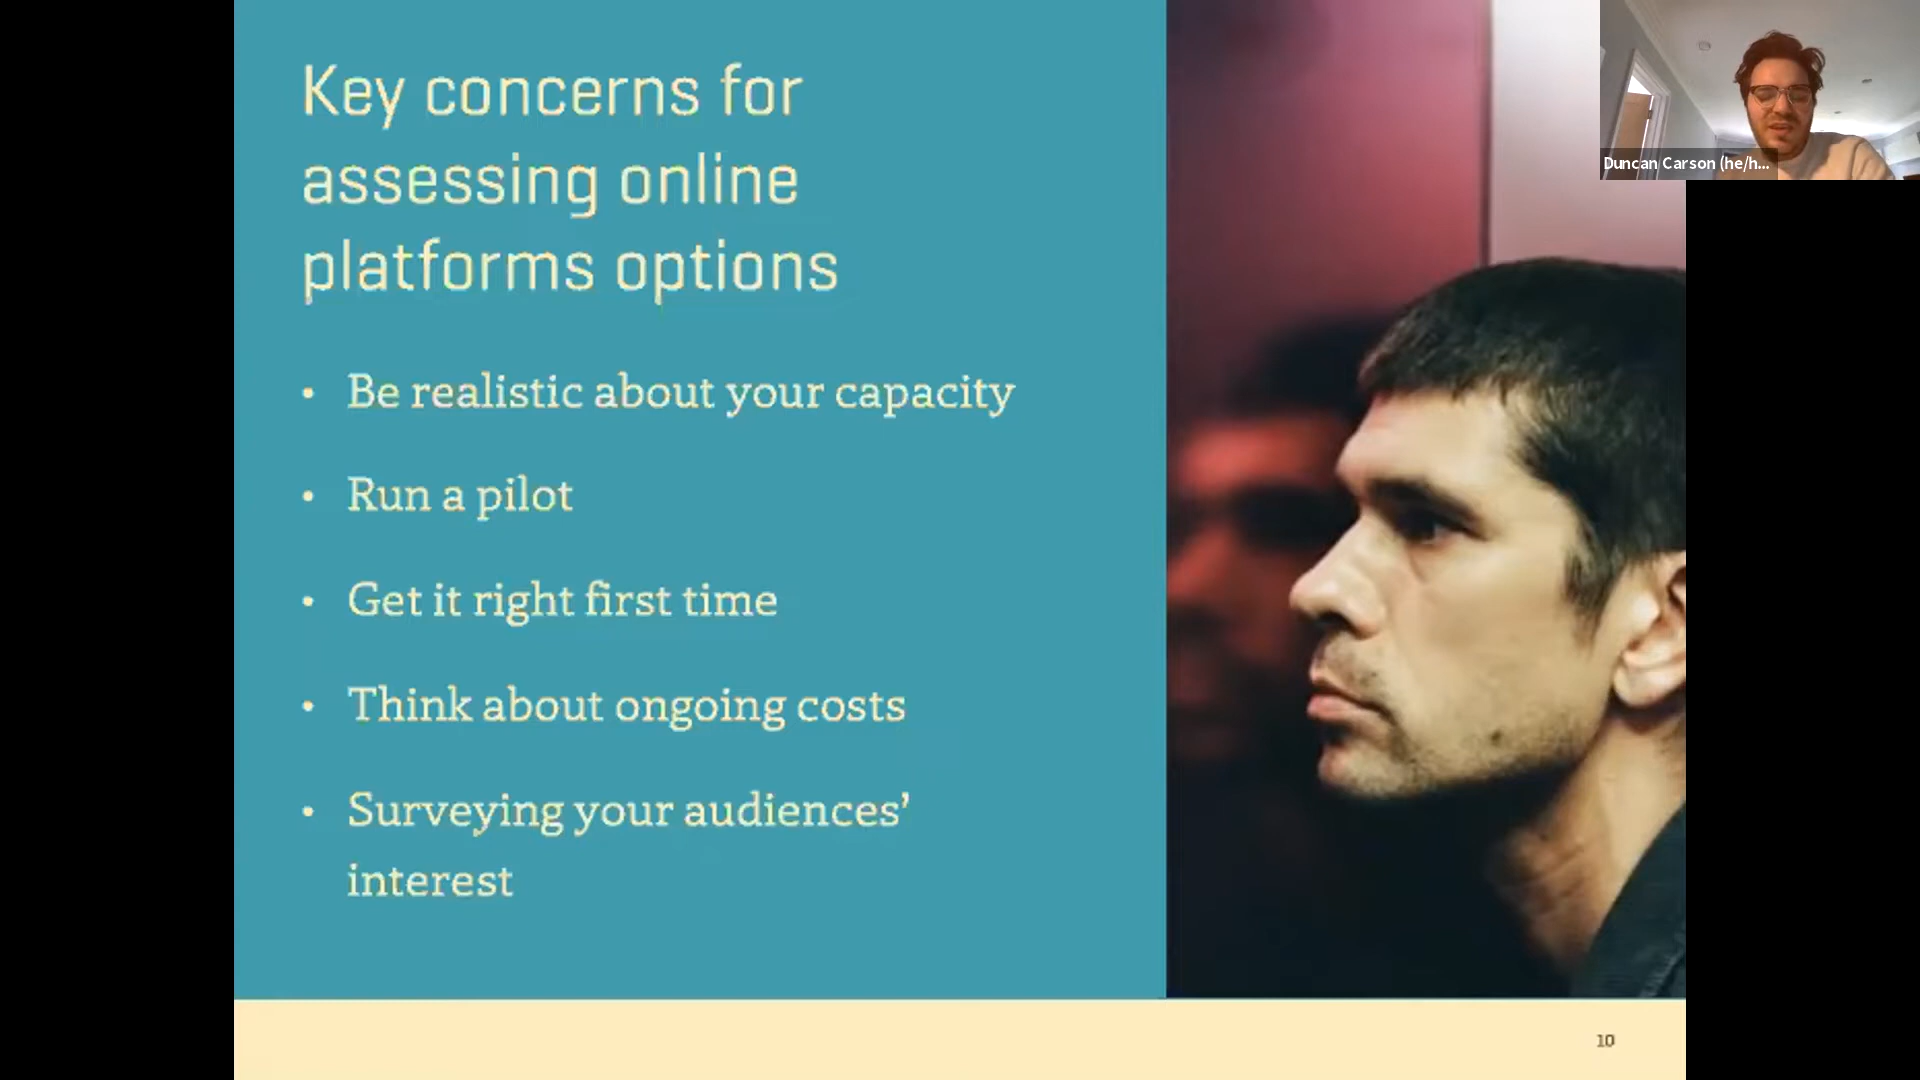 Key concerns for
assessing online
platforms options
• Be realistic about your capacity
• Run a pilot
• Get it right first time
• Think about ongoing costs
• Surveying your audiences’
interest
10
Duncan Carson (he/h...